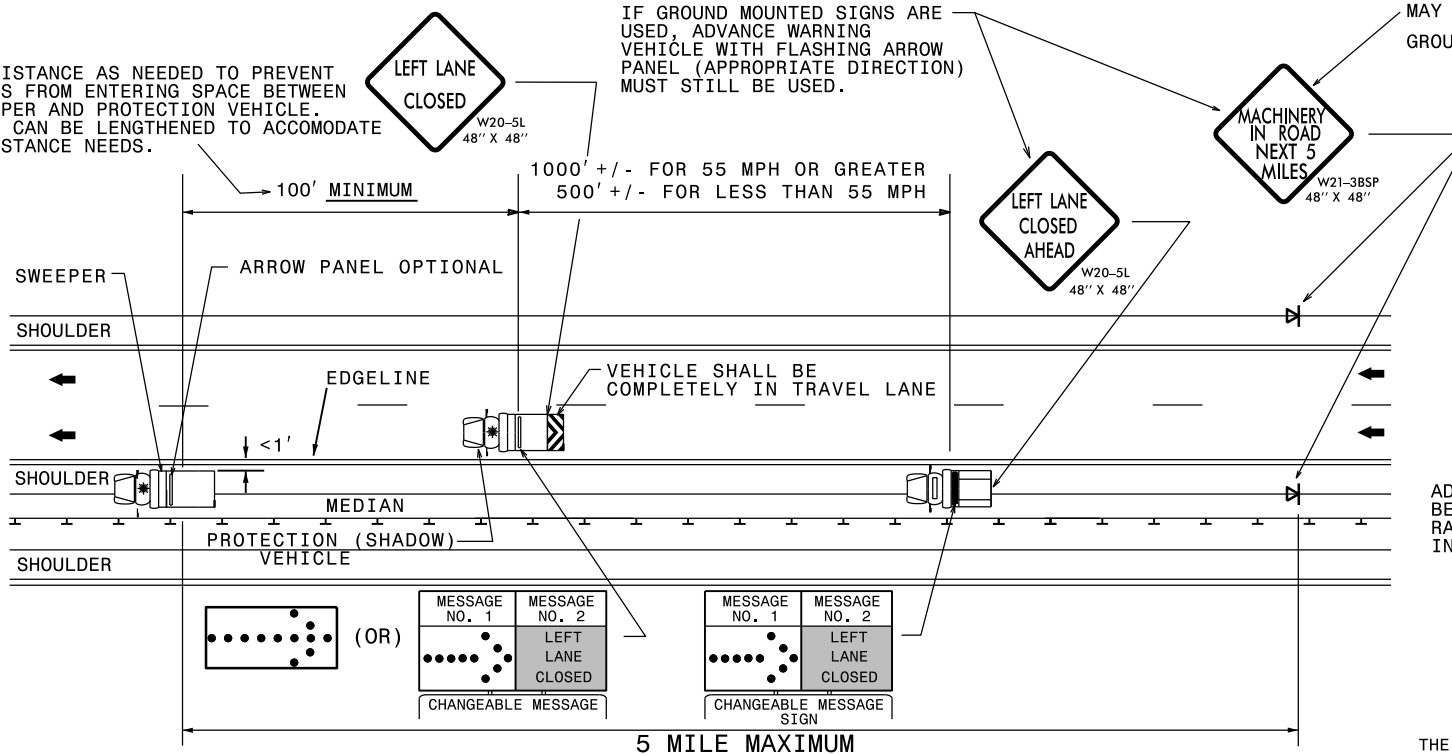 IF GROUND MOUNTED SIGNS ARE
USED, ADVANCE WARNING
VEHICLE WITH FLASHING ARROW
PANEL (APPROPRIATE DIRECTION)
MUST STILL BE USED.
MAY
GROU
ISTANCE AS NEEDED TO PREVENT
S FROM ENTERING SPACE BETWEEN
PER AND PROTECTION VEHICLE.
CAN BE LENGTHENED TO ACCOMODATE
STANCE NEEDS.
LEFT LANE
CLOSED
W20-5L
48" X 48"
MACHINERY
IN ROAD
NEXT 5
MILES
W21-3BSP
48" X 48"
100' MINIMUM
1000' +/- FOR 55 MPH OR GREATER
500' +/- FOR LESS THAN 55 MPH
LEFT LANE
CLOSED
AHEAD
W20-5L
48" X 48"
SWEEPER
ARROW PANEL OPTIONAL
SHOULDER
EDGELINE
VEHICLE SHALL BE
COMPLETELY IN TRAVEL LANE
<1'
SHOULDER
MEDIAN
PROTECTION (SHADOW)
VEHICLE
SHOULDER
AD
BE
RA
IN
(OR)
MESSAGE
NO. 1
MESSAGE
NO. 2
LEFT
LANE
CLOSED
CHANGEABLE MESSAGE
MESSAGE
NO. 1
MESSAGE
NO. 2
LEFT
LANE
CLOSED
CHANGEABLE MESSAGE
SIGN
5 MILE MAXIMUM
THE